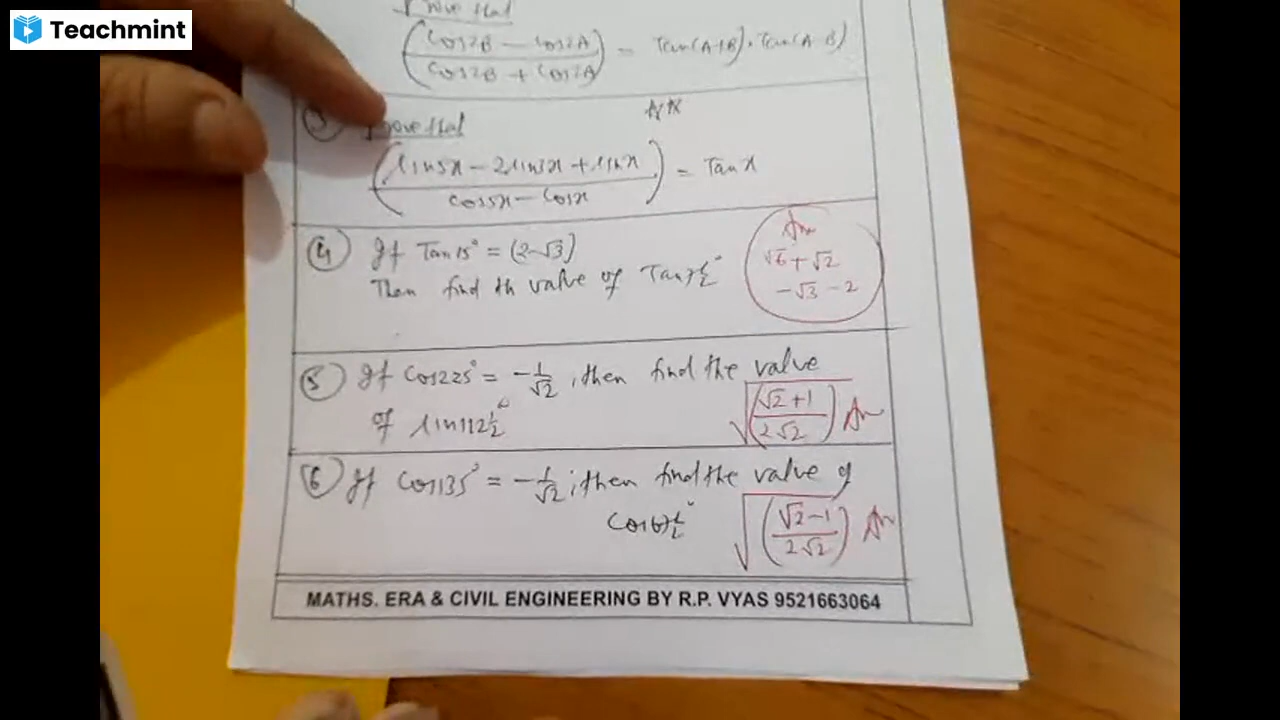 Teachmint
Prove that
(Cos2B - Cos2A / Cos2B + Cos2A) = Tan(A+B).Tan(A-B)
③ Prove that
(sin5x - 2sin3x + sinx / cos5x - cosx) = Tanx
④ If Tan15° = (2-√3)
Then find th value of Tan7½°
Ans
√6 + √2
- √3 - 2
⑤ If Cos225° = -1/√2, then find the value
of sin112½°
√((√2+1)/(2√2)) Ans
⑥ If Cos135° = -1/√2; then find the value of
Cos67½°
√((√2-1)/(2√2)) Ans
MATHS. ERA & CIVIL ENGINEERING BY R.P. VYAS 9521663064